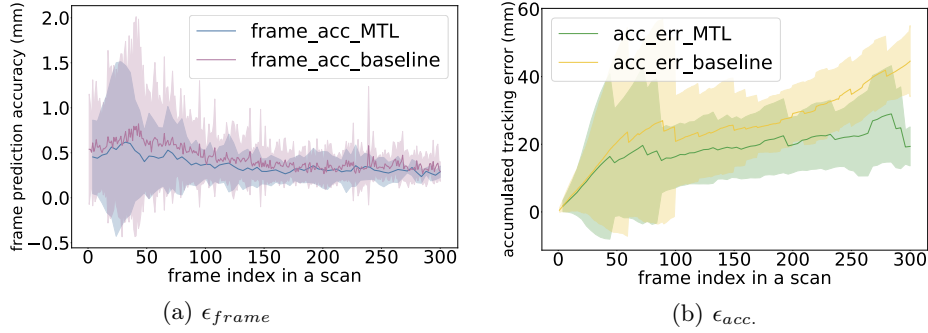 frame prediction accuracy (mm)
2.0
1.5
1.0
0.5
0.0
−0.5
frame_acc_MTL
frame_acc_baseline
0 50 100 150 200 250 300
frame index in a scan
(a) ϵframe
accumulated tracking error (mm)
60
40
20
0
acc_err_MTL
acc_err_baseline
0 50 100 150 200 250 300
frame index in a scan
(b) ϵacc.